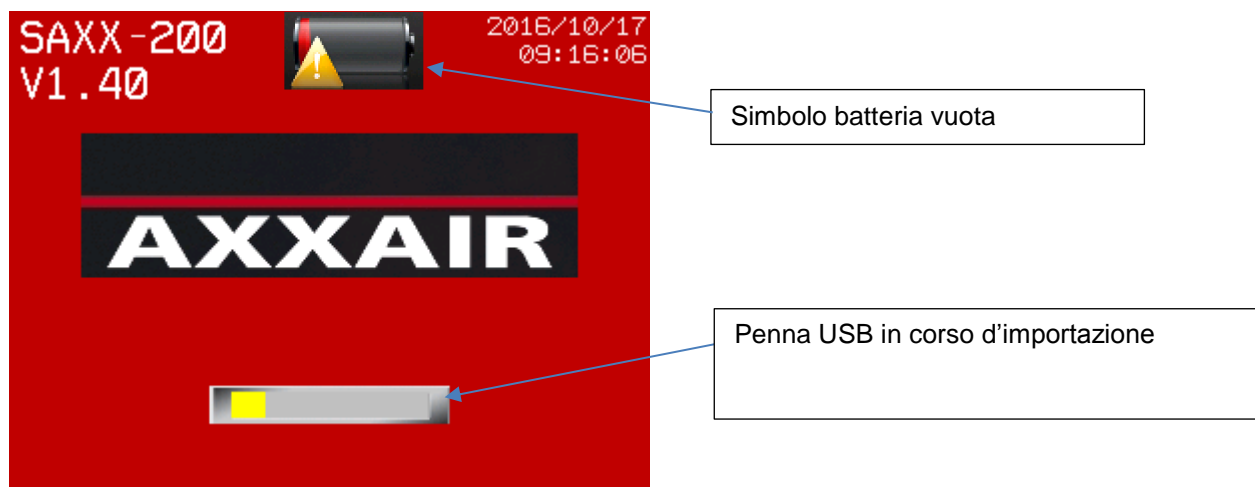 SAXX-200
V1.40
2016/10/17
09:16:06
Simbolo batteria vuota
AXXAIR
Penna USB in corso d’importazione